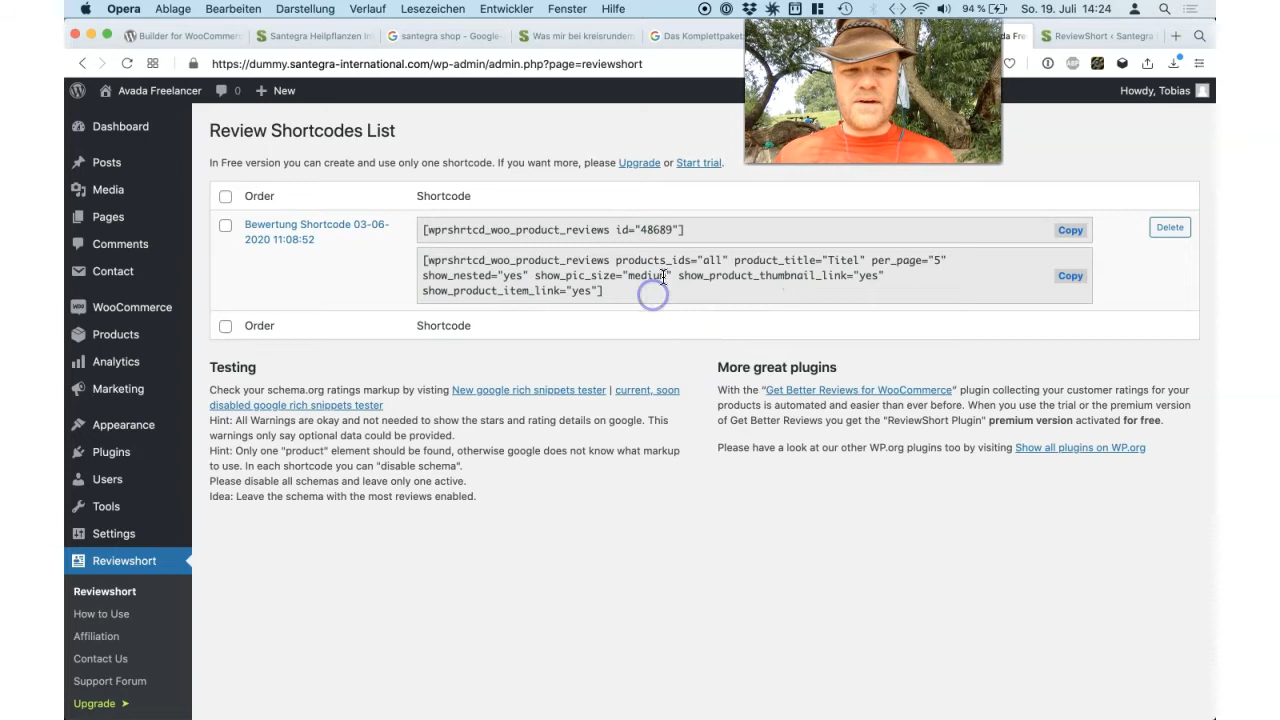 Opera Ablage Bearbeiten Darstellung Verlauf Lesezeichen Entwickler Fenster Hilfe 94 % So. 19. Juli 14:24
Builder for WooCommerc Santegra Heilpflanzen In santegra shop - Google- Was mir bei kreisrunder Das Komplettpaket da Fre ReviewShort ‹ Santegra
https://dummy.santegra-international.com/wp-admin/admin.php?page=reviewshort
Avada Freelancer 0 New Howdy, Tobias
Dashboard
Posts
Media
Pages
Comments
Contact
WooCommerce
Products
Analytics
Marketing
Appearance
Plugins
Users
Tools
Settings
Reviewshort
Reviewshort
How to Use
Affiliation
Contact Us
Support Forum
Upgrade ➤
Review Shortcodes List
In Free version you can create and use only one shortcode. If you want more, please Upgrade or Start trial.
Order Shortcode
Bewertung Shortcode 03-06-
2020 11:08:52
[wprshrtcd_woo_product_reviews id="48689"] Copy
Delete
[wprshrtcd_woo_product_reviews products_ids="all" product_title="Titel" per_page="5"
show_nested="yes" show_pic_size="medium" show_product_thumbnail_link="yes"
show_product_item_link="yes"]
Copy
Order Shortcode
Testing
Check your schema.org ratings markup by visting New google rich snippets tester | current, soon
disabled google rich snippets tester
Hint: All Warnings are okay and not needed to show the stars and rating details on google. This
warnings only say optional data could be provided.
Hint: Only one "product" element should be found, otherwise google does not know what markup
to use. In each shortcode you can "disable schema".
Please disable all schemas and leave only one active.
Idea: Leave the schema with the most reviews enabled.
More great plugins
With the "Get Better Reviews for WooCommerce" plugin collecting your customer ratings for your
products is automated and easier than ever before. When you use the trial or the premium version
of Get Better Reviews you get the "ReviewShort Plugin" premium version activated for free.
Please have a look at our other WP.org plugins too by visiting Show all plugins on WP.org